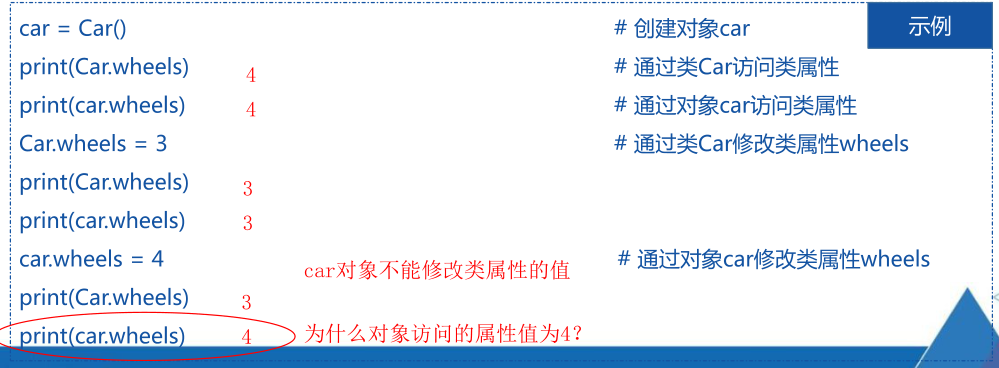 示例
car = Car() # 创建对象car
print(Car.wheels) 4 # 通过类Car访问类属性
print(car.wheels) 4 # 通过对象car访问类属性
Car.wheels = 3 # 通过类Car修改类属性wheels
print(Car.wheels) 3
print(car.wheels) 3
car.wheels = 4 car对象不能修改类属性的值 # 通过对象car修改类属性wheels
print(Car.wheels) 3
print(car.wheels) 4 为什么对象访问的属性值为4?